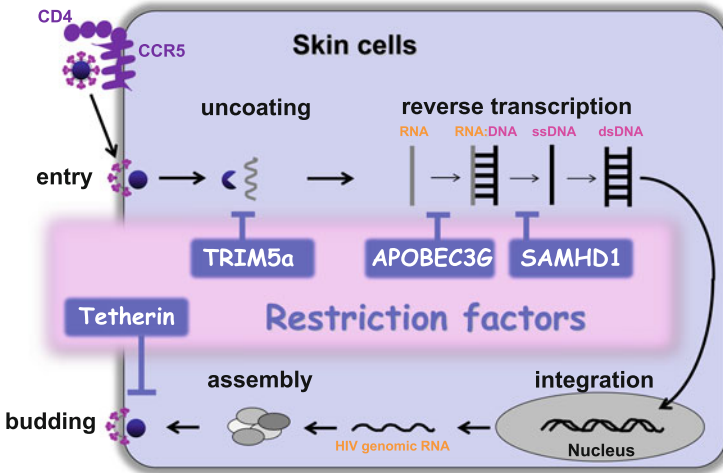 CD4
CCR5
Skin cells
uncoating
reverse transcription
RNA
RNA:DNA
ssDNA
dsDNA
entry
TRIM5a
APOBEC3G
SAMHD1
Tetherin
Restriction factors
assembly
integration
budding
HIV genomic RNA
Nucleus